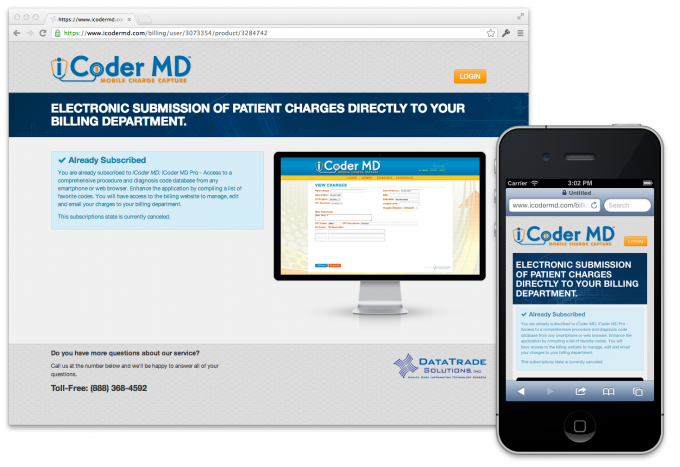 https://www.icodermd.co
https://www.icodermd.com/billing/user/3073354/product/3284742
iCoder MD
MOBILE CHARGE CAPTURE
LOGIN
ELECTRONIC SUBMISSION OF PATIENT CHARGES DIRECTLY TO YOUR
BILLING DEPARTMENT.
Already Subscribed
You are already subscribed to iCoder MD: iCoder MD Pro - Access to a
comprehensive procedure and diagnosis code database from any
smartphone or web browser. Enhance the application by compiling a list of
favorite codes. You will have access to the billing website to manage, edit
and email your charges to your billing department.
This subscriptions state is currently canceled.
iCoder MD
VIEW CHARGES
Do you have more questions about our service?
Call us at the number below and we'll be happy to answer all of your
questions.
Toll-Free: (888) 368-4592
DATATRADE
SOLUTIONS, INC.
Carrier
3:02 PM
Untitled
www.icodermd.com/bill
Search
iCoder MD
MOBILE CHARGE CAPTURE
LOGIN
ELECTRONIC SUBMISSION
OF PATIENT CHARGES
DIRECTLY TO YOUR BILLING
DEPARTMENT.
Already Subscribed
You are already subscribed to iCoder MD: iCoder MD Pro -
Access to a comprehensive procedure and diagnosis code
database from any smartphone or web browser. Enhance the
application by compiling a list of favorite codes. You will
have access to the billing website to manage, edit and email
your charges to your billing department.
This subscriptions state is currently canceled.